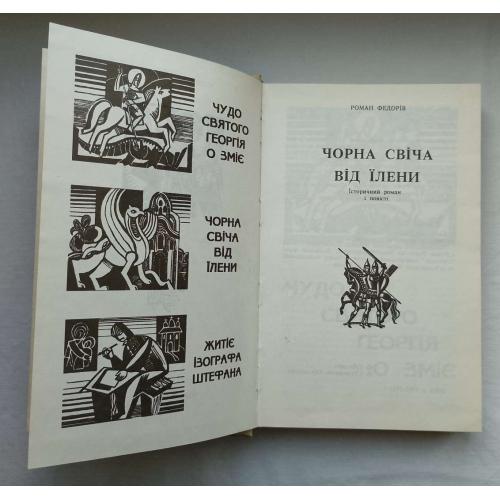 ЧУДО
СВЯТОГО
ГЕОРГІЯ
О ЗМІЄ
ЧОРНА
СВІЧА
ВІД
ЇЛЕНИ
ЖИТІЄ
ІЗОГРАФА
ШТЕФАНА
РОМАН ФЕДОРІВ
ЧОРНА СВІЧА
ВІД ЇЛЕНИ
Історичний роман
і повісті